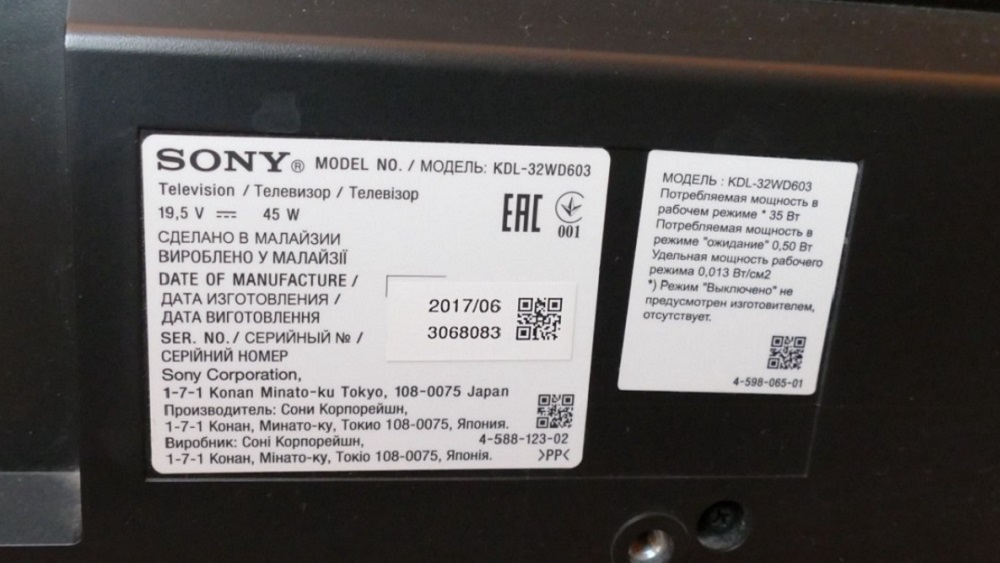 SONY® MODEL NO. / МОДЕЛЬ: KDL-32WD603
Television / Телевизор / Телевізор
19,5 V ⎓ 45 W
EAC
001
СДЕЛАНО В МАЛАЙЗИИ
ВИРОБЛЕНО У МАЛАЙЗІЇ
DATE OF MANUFACTURE /
ДАТА ИЗГОТОВЛЕНИЯ /
ДАТА ВИГОТОВЛЕННЯ
2017/06
SER. NO. / СЕРИЙНЫЙ № /
СЕРІЙНИЙ НОМЕР
3068083
Sony Corporation,
1-7-1 Konan Minato-ku Tokyo, 108-0075 Japan
Производитель: Сони Корпорейшн,
1-7-1 Конан, Минато-ку, Токио 108-0075, Япония.
Виробник: Соні Корпорейшн,
4-588-123-02
1-7-1 Конан, Мінато-ку, Токіо 108-0075, Японія.
>PP<
МОДЕЛЬ : KDL-32WD603
Потребляемая мощность в
рабочем режиме * 35 Вт
Потребляемая мощность в
режиме "ожидание" 0,50 Вт
Удельная мощность рабочего
режима 0,013 Вт/см2
*) Режим "Выключено" не
предусмотрен изготовителем,
отсутствует.
4-598-065-01